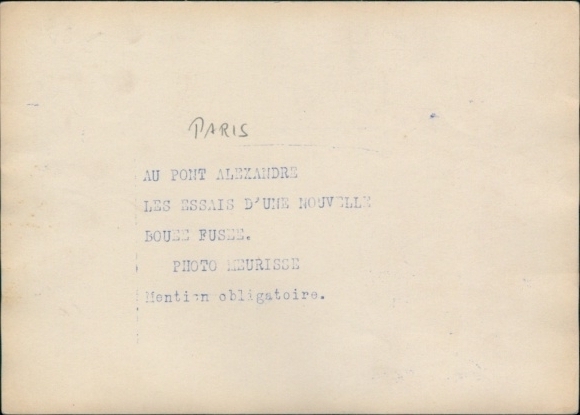 PARIS
AU PONT ALEXANDRE
LES ESSAIS D'UNE NOUVELLE
BOUEE FUSEE.
PHOTO MEURISSE
Mention obligatoire.